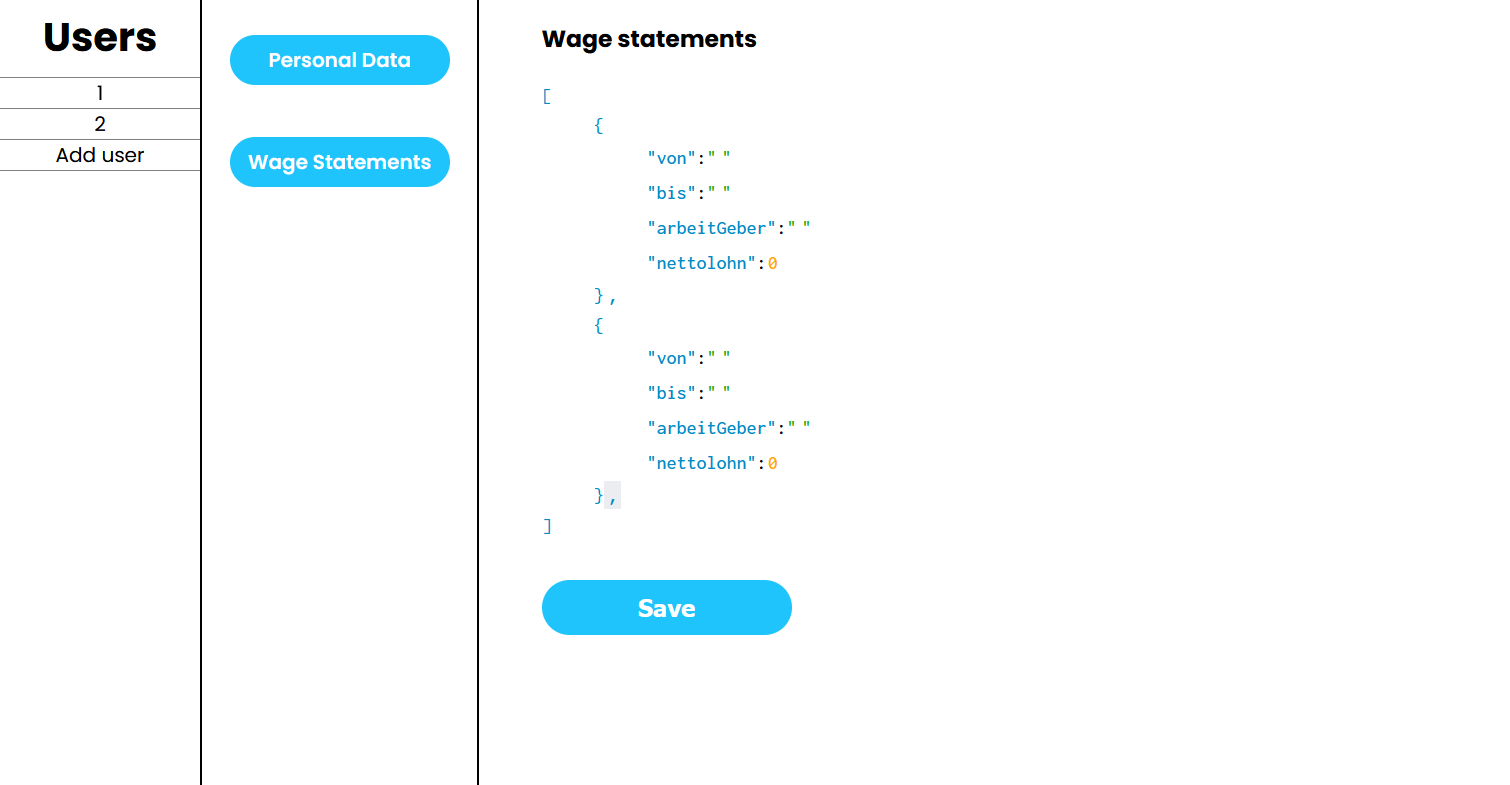 Users
1
2
Add user
Personal Data
Wage Statements
Wage statements
[
{
"von":" "
"bis":" "
"arbeitGeber":" "
"nettolohn":0
},
{
"von":" "
"bis":" "
"arbeitGeber":" "
"nettolohn":0
},
]
Save